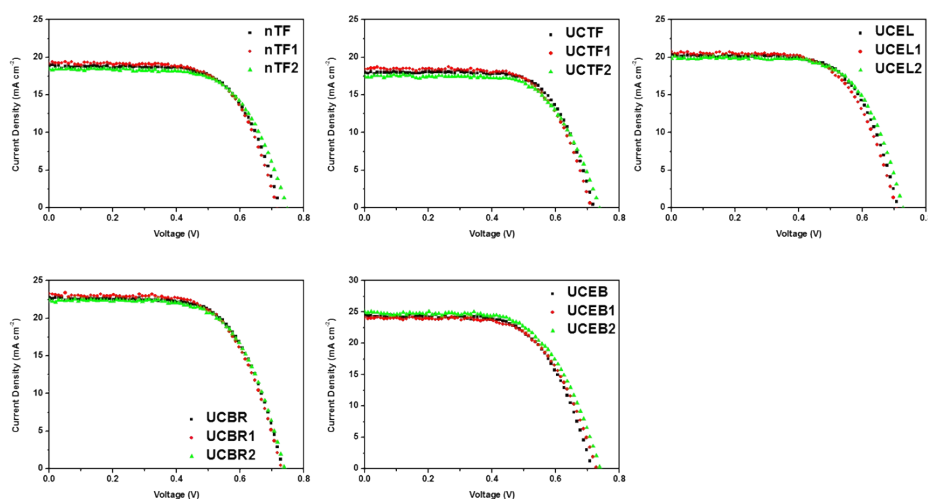 25
20
15
10
5
0
Current Density (mA cm⁻²)
nTF
nTF1
nTF2
0.0 0.2 0.4 0.6 0.8
Voltage (V)
25
20
15
10
5
0
Current Density (mA cm⁻²)
UCTF
UCTF1
UCTF2
0.0 0.2 0.4 0.6 0.8
Voltage (V)
25
20
15
10
5
0
Current Density (mA cm⁻²)
UCEL
UCEL1
UCEL2
0.0 0.2 0.4 0.6 0.8
Voltage (V)
25
20
15
10
5
0
Current Density (mA cm⁻²)
UCBR
UCBR1
UCBR2
0.0 0.2 0.4 0.6 0.8
Voltage (V)
30
25
20
15
10
5
0
Current Density (mA cm⁻²)
UCEB
UCEB1
UCEB2
0.0 0.2 0.4 0.6 0.8
Voltage (V)